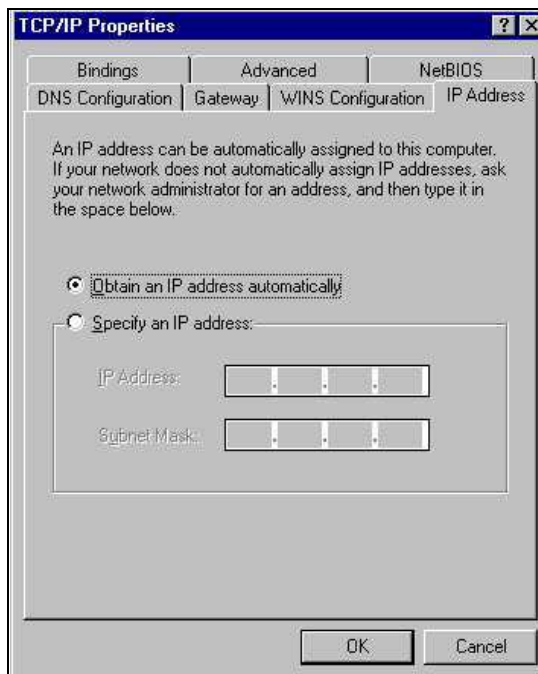 TCP/IP Properties
? X
Bindings Advanced NetBIOS
DNS Configuration Gateway WINS Configuration IP Address
An IP address can be automatically assigned to this computer.
If your network does not automatically assign IP addresses, ask
your network administrator for an address, and then type it in
the space below.
Obtain an IP address automatically
Specify an IP address:
IP Address:
. . .
Subnet Mask:
. . .
OK Cancel